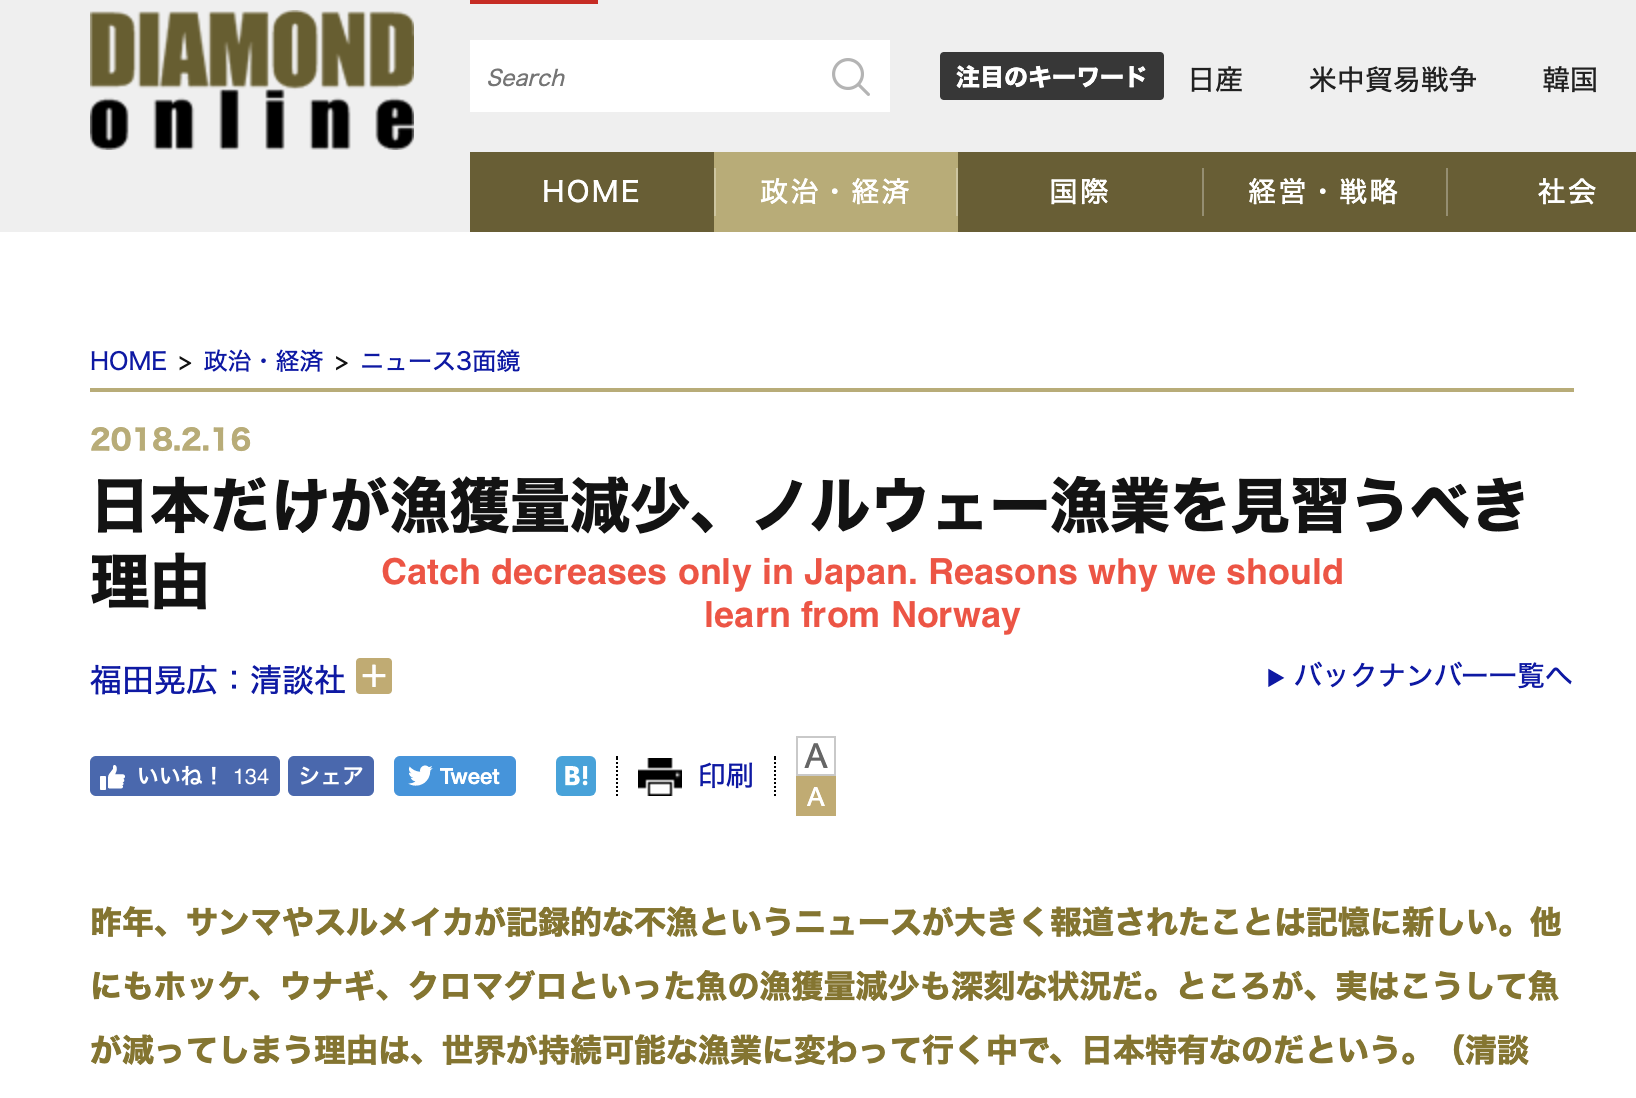 DIAMOND
online
Search
注目のキーワード 日産 米中貿易戦争 韓国
HOME 政治・経済 国際 経営・戦略 社会
HOME > 政治・経済 > ニュース3面鏡
2018.2.16
日本だけが漁獲量減少、ノルウェー漁業を見習うべき
理由
Catch decreases only in Japan. Reasons why we should
learn from Norway
福田晃広：清談社 +
▶ バックナンバー一覧へ
いいね！ 134 シェア Tweet B! 印刷 A
A
昨年、サンマやスルメイカが記録的な不漁というニュースが大きく報道されたことは記憶に新しい。他
にもホッケ、ウナギ、クロマグロといった魚の漁獲量減少も深刻な状況だ。ところが、実はこうして魚
が減ってしまう理由は、世界が持続可能な漁業に変わって行く中で、日本特有なのだという。（清談